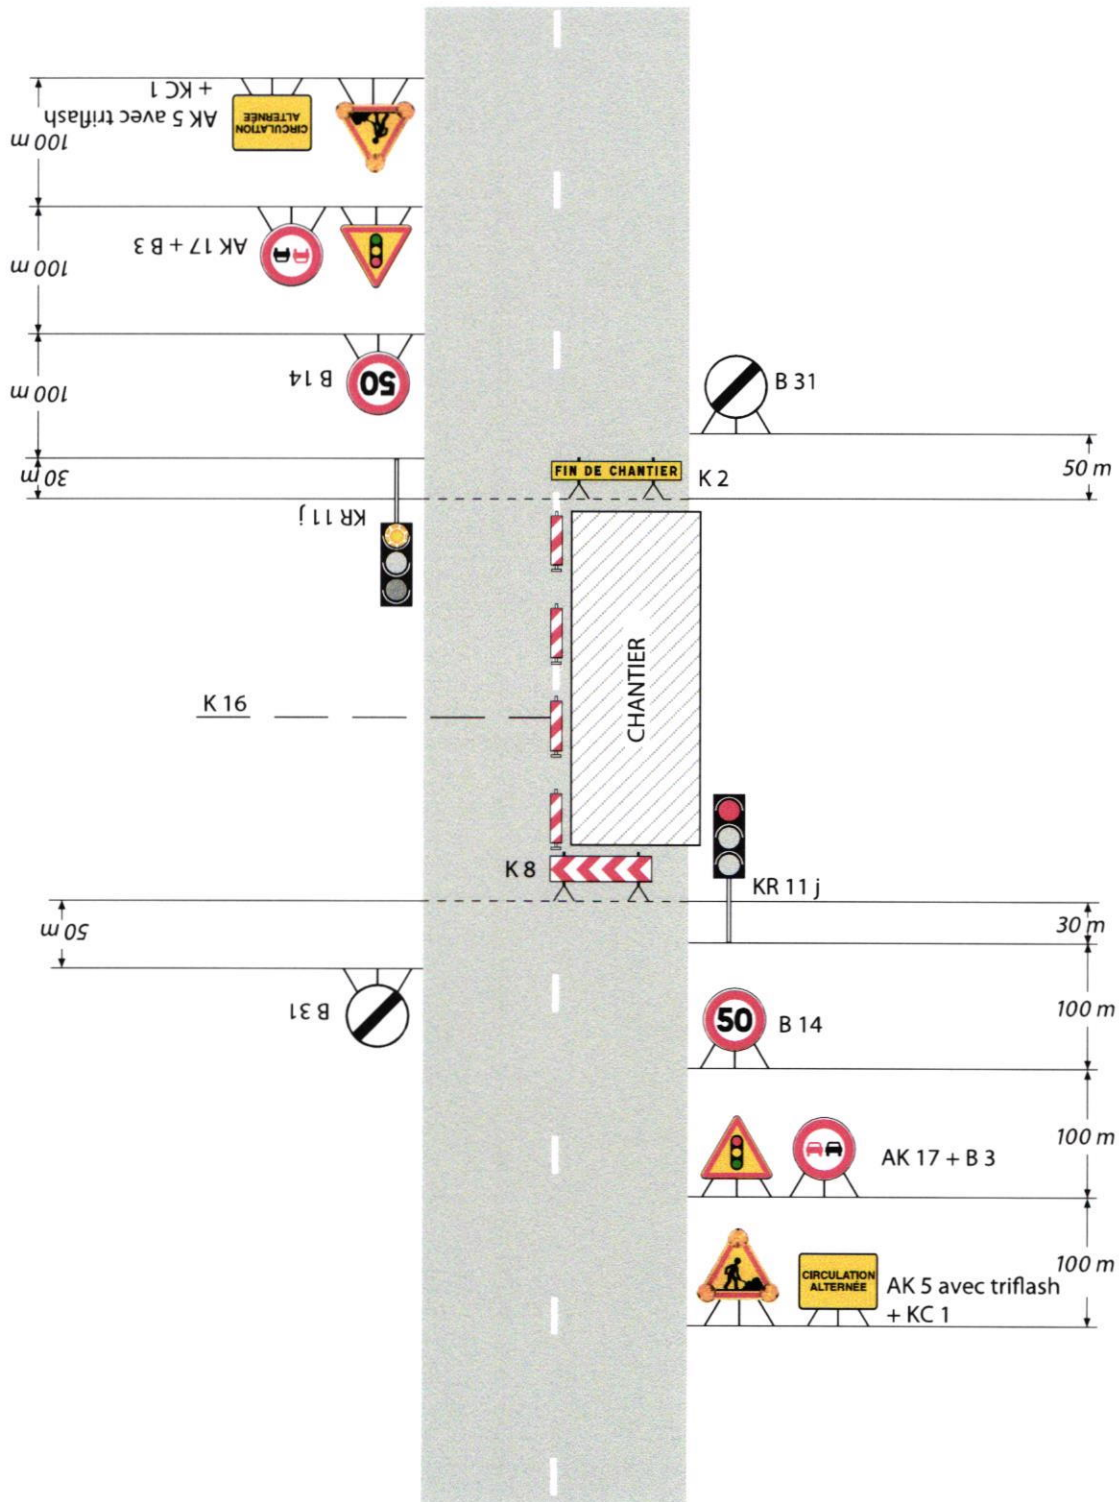 AK 5 avec triflash
+ KC 1
CIRCULATION
ALTERNÉE
100 m
AK 17 + B 3
100 m
B 14
50
100 m
B 31
50 m
FIN DE CHANTIER
K 2
30 m
KR 11 j
CHANTIER
K 16
K 8
KR 11 j
30 m
50 m
B 31
50
B 14
100 m
AK 17 + B 3
100 m
CIRCULATION
ALTERNÉE
AK 5 avec triflash
+ KC 1
100 m